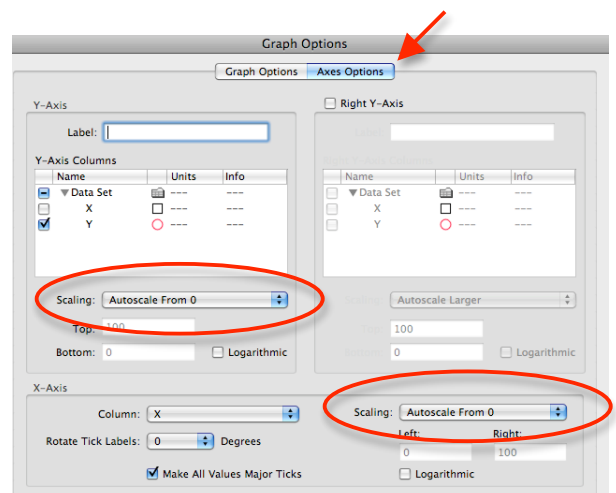 Graph Options
Graph Options Axes Options
Y-Axis
Label:
Y-Axis Columns
Name Units Info
Data Set --- ---
X --- ---
Y --- ---
Scaling: Autoscale From 0
Top: 100
Bottom: 0 Logarithmic
Right Y-Axis
Label:
Name Units Info
Data Set --- ---
X --- ---
Y --- ---
Scaling: Autoscale Larger
Top: 100
Bottom: 0 Logarithmic
X-Axis
Column: X
Rotate Tick Labels: 0 Degrees
Make All Values Major Ticks
Scaling: Autoscale From 0
Left: Right:
0 100
Logarithmic